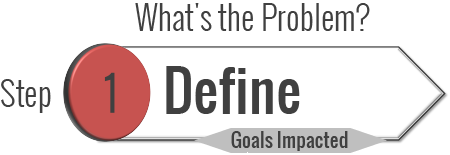 What's the Problem?
Step 1 Define
Goals Impacted